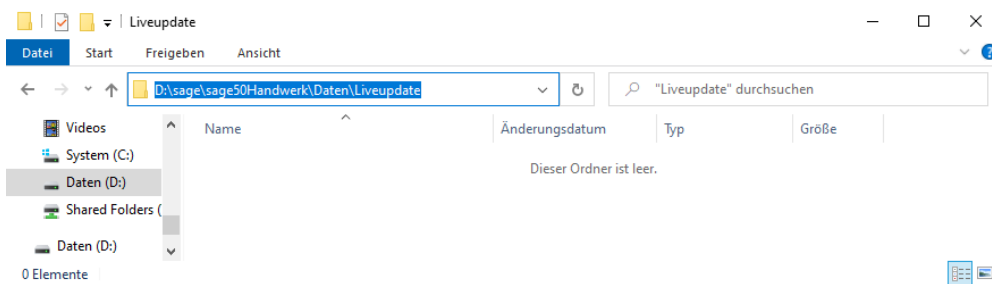 Liveupdate
Datei Start Freigeben Ansicht
D:\sage\sage50Handwerk\Daten\Liveupdate "Liveupdate" durchsuchen
Videos Name Änderungsdatum Typ Größe
System (C:)
Dieser Ordner ist leer.
Daten (D:)
Shared Folders (
Daten (D:)
0 Elemente